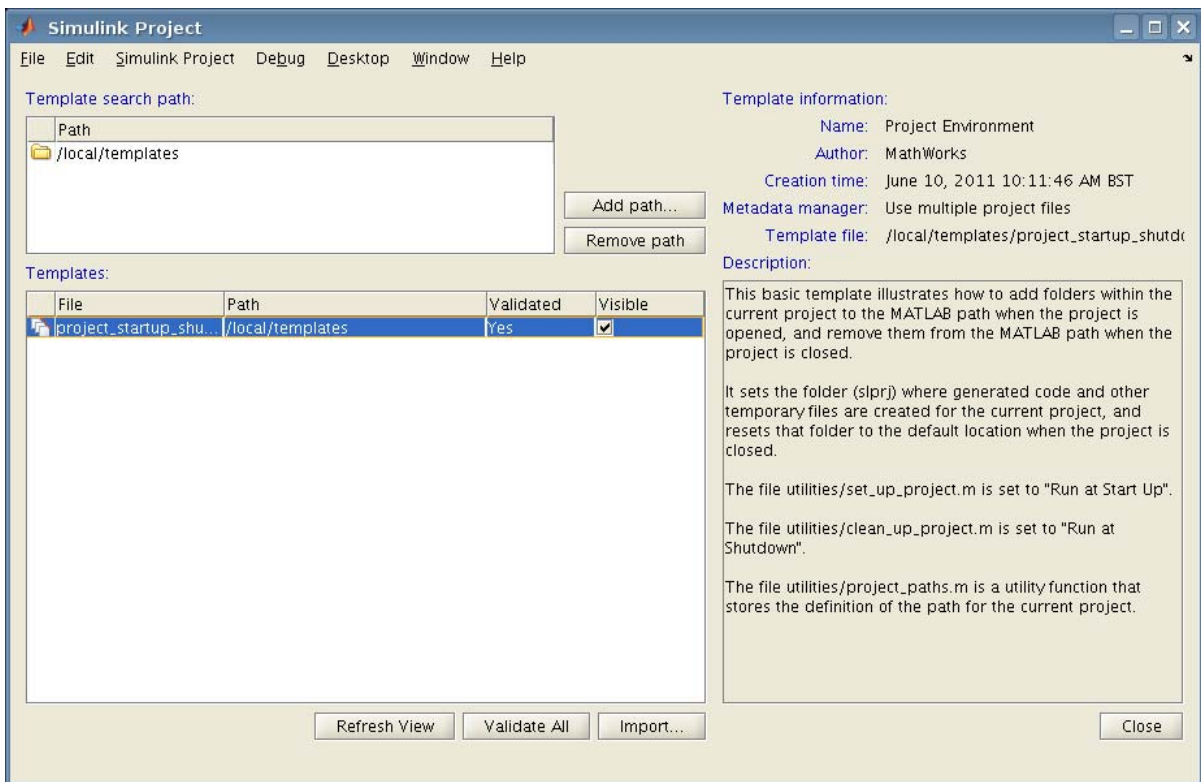 Simulink Project
File Edit Simulink Project Debug Desktop Window Help
Template search path:
Path
/local/templates
Add path...
Remove path
Templates:
File Path Validated Visible
project_startup_shu... /local/templates Yes
Refresh View Validate All Import...
Template information:
Name: Project Environment
Author: MathWorks
Creation time: June 10, 2011 10:11:46 AM BST
Metadata manager: Use multiple project files
Template file: /local/templates/project_startup_shutd
Description:
This basic template illustrates how to add folders within the
current project to the MATLAB path when the project is
opened, and remove them from the MATLAB path when the
project is closed.
It sets the folder (slprj) where generated code and other
temporary files are created for the current project, and
resets that folder to the default location when the project is
closed.
The file utilities/set_up_project.m is set to "Run at Start Up".
The file utilities/clean_up_project.m is set to "Run at
Shutdown".
The file utilities/project_paths.m is a utility function that
stores the definition of the path for the current project.
Close